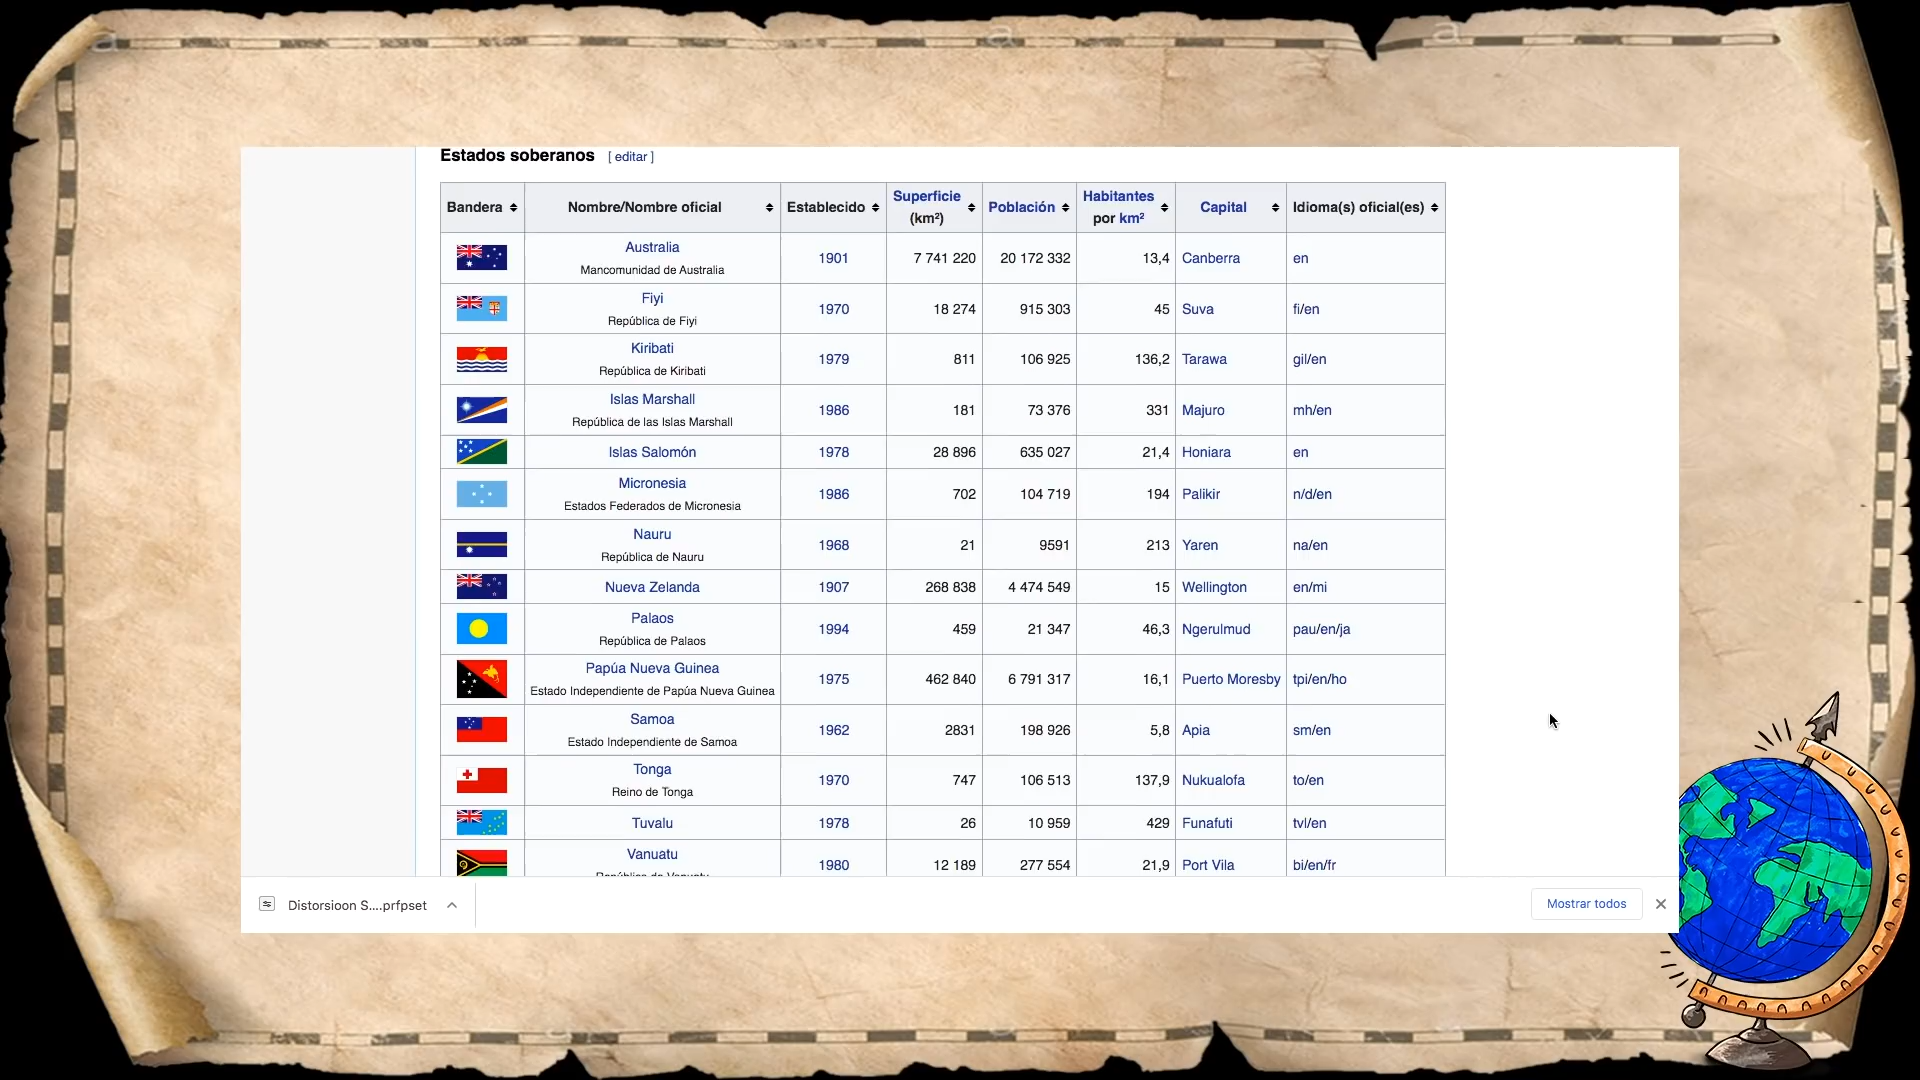 Estados soberanos [ editar ]
Bandera Nombre/Nombre oficial Establecido Superficie (km²) Población Habitantes por km² Capital Idioma(s) oficial(es)
Australia
Mancomunidad de Australia
1901 7 741 220 20 172 332 13,4 Canberra en
Fiyi
República de Fiyi
1970 18 274 915 303 45 Suva fi/en
Kiribati
República de Kiribati
1979 811 106 925 136,2 Tarawa gil/en
Islas Marshall
República de las Islas Marshall
1986 181 73 376 331 Majuro mh/en
Islas Salomón 1978 28 896 635 027 21,4 Honiara en
Micronesia
Estados Federados de Micronesia
1986 702 104 719 194 Palikir n/d/en
Nauru
República de Nauru
1968 21 9591 213 Yaren na/en
Nueva Zelanda 1907 268 838 4 474 549 15 Wellington en/mi
Palaos
República de Palaos
1994 459 21 347 46,3 Ngerulmud pau/en/ja
Papúa Nueva Guinea
Estado Independiente de Papúa Nueva Guinea
1975 462 840 6 791 317 16,1 Puerto Moresby tpi/en/ho
Samoa
Estado Independiente de Samoa
1962 2831 198 926 5,8 Apia sm/en
Tonga
Reino de Tonga
1970 747 106 513 137,9 Nukualofa to/en
Tuvalu 1978 26 10 959 429 Funafuti tvl/en
Vanuatu
República de Vanuatu
1980 12 189 277 554 21,9 Port Vila bi/en/fr
Distorsioon S....prfpset
Mostrar todos